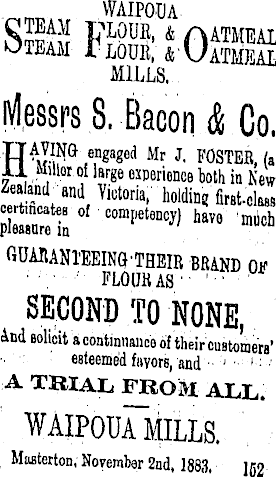 WAIPOUA
STEAM FLOUR, & OATMEAL
STEAM FLOUR, & OATMEAL
MILLS.
Messrs S. Bacon & Co.
HAVING engaged Mr J. FOSTER, (a
Miller of large experience both in New
Zealand and Victoria, holding first-class
certificates of competency) have much
pleasure in
GUARANTEEING THEIR BRAND OF
FLOUR AS
SECOND TO NONE,
And solicit a continuance of their customers'
esteemed favors, and
A TRIAL FROM ALL.
WAIPOUA MILLS.
Masterton, November 2nd, 1883. 152